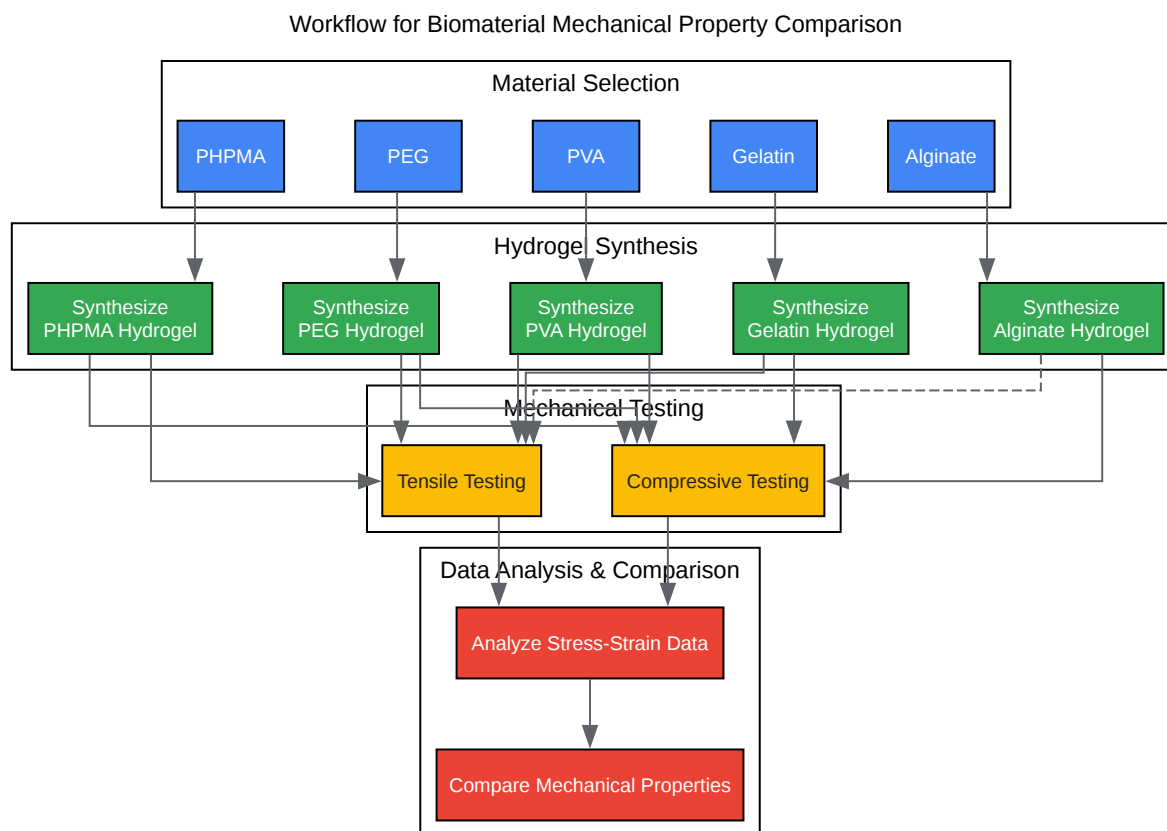 Workflow for Biomaterial Mechanical Property Comparison
Material Selection
PHPMA
PEG
PVA
Gelatin
Alginate
Hydrogel Synthesis
Synthesize
PHPMA Hydrogel
Synthesize
PEG Hydrogel
Synthesize
PVA Hydrogel
Synthesize
Gelatin Hydrogel
Synthesize
Alginate Hydrogel
Mechanical Testing
Tensile Testing
Compressive Testing
Data Analysis & Comparison
Analyze Stress-Strain Data
Compare Mechanical Properties